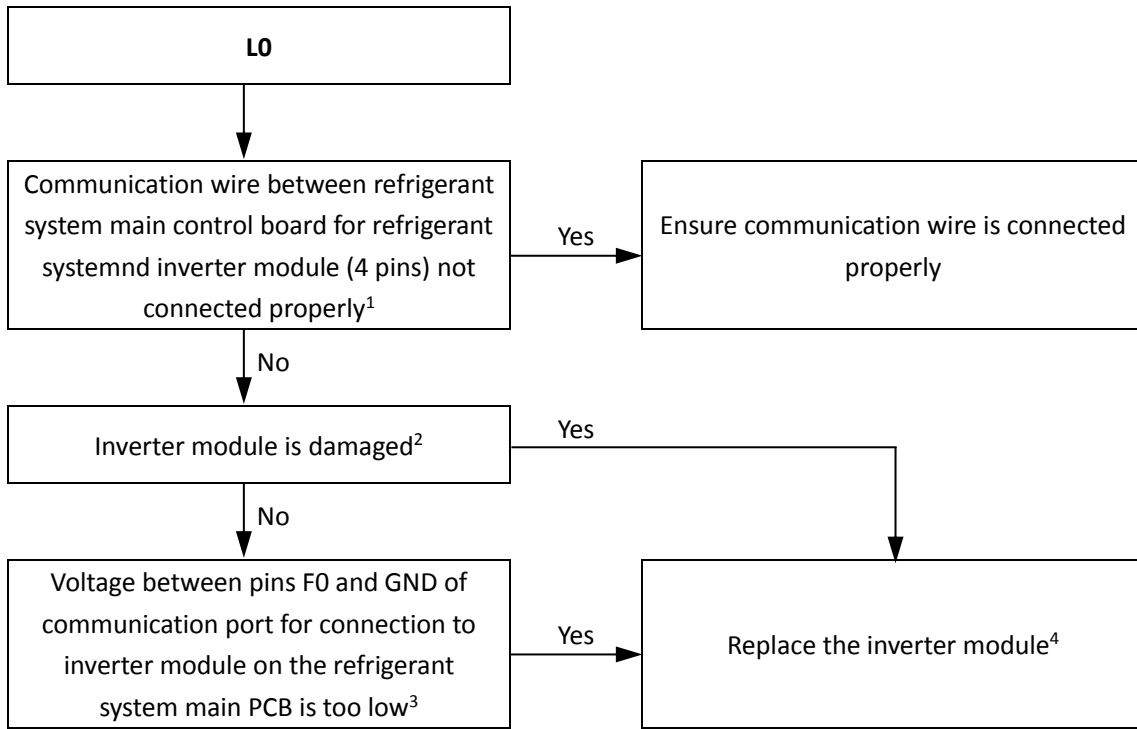 L0
Communication wire between refrigerant
system main control board for refrigerant
systemnd inverter module (4 pins) not
connected properly¹
Yes
Ensure communication wire is connected
properly
No
Inverter module is damaged²
Yes
No
Voltage between pins F0 and GND of
communication port for connection to
inverter module on the refrigerant
system main PCB is too low³
Yes
Replace the inverter module⁴